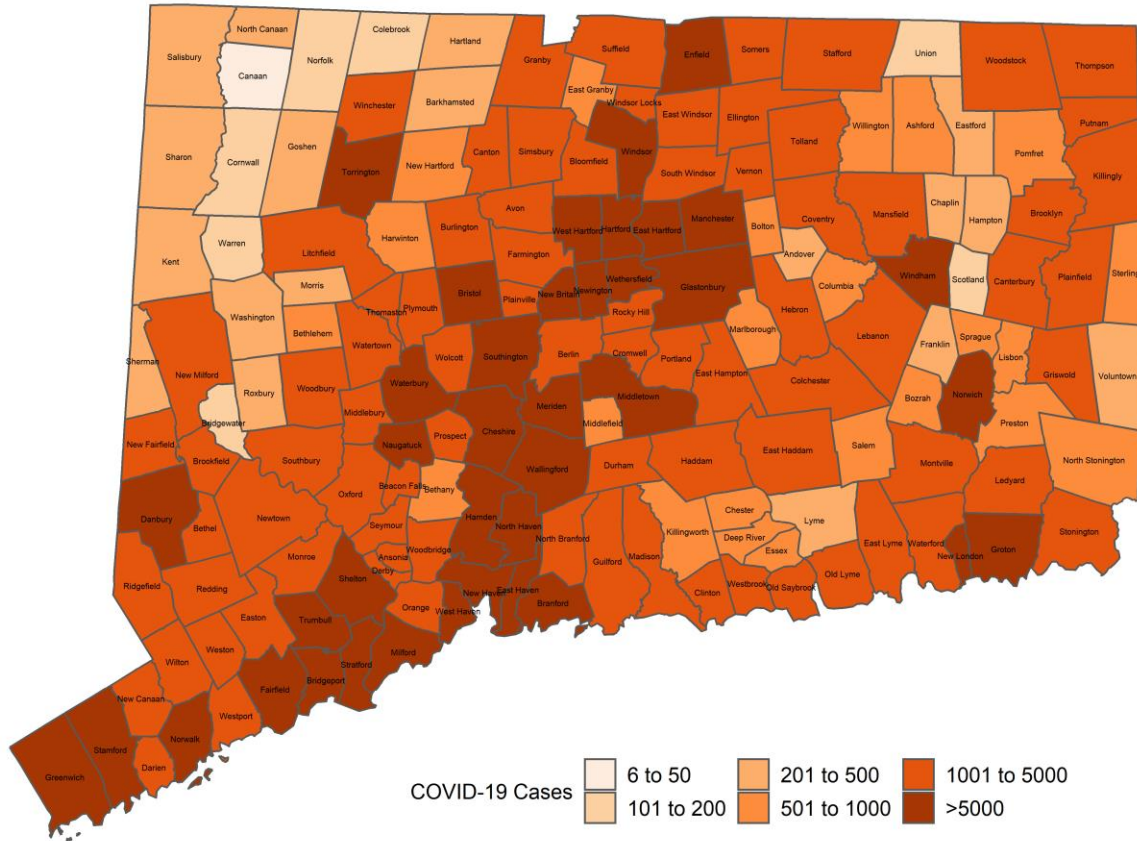 North Canaan
Colebrook
Hartland
Salisbury
Canaan
Norfolk
Granby
Suffield
Enfield
Somers
Stafford
Union
Woodstock
Thompson
Winchester
Barkhamsted
East Granby
Windsor Locks
East Windsor
Ellington
Willington
Ashford
Eastford
Putnam
Sharon
Cornwall
Goshen
Torrington
New Hartford
Canton
Simsbury
Bloomfield
Windsor
South Windsor
Vernon
Tolland
Pomfret
Killingly
Kent
Warren
Litchfield
Harwinton
Burlington
Avon
Farmington
West Hartford
Hartford
East Hartford
Manchester
Bolton
Coventry
Andover
Mansfield
Chaplin
Hampton
Brooklyn
Morris
Washington
Bethlehem
Thomaston
Plymouth
Bristol
Plainville
New Britain
Newington
Wethersfield
Glastonbury
Rocky Hill
Marlborough
Hebron
Columbia
Windham
Scotland
Canterbury
Plainfield
Sterling
Sherman
New Milford
Roxbury
Woodbury
Watertown
Wolcott
Southington
Berlin
Cromwell
Portland
East Hampton
Colchester
Lebanon
Franklin
Sprague
Lisbon
Griswold
Voluntown
Bridgewater
Waterbury
Middlebury
Meriden
Middletown
Middlefield
Bozrah
Norwich
Preston
New Fairfield
Brookfield
Southbury
Naugatuck
Prospect
Cheshire
Wallingford
Durham
Haddam
East Haddam
Salem
Montville
North Stonington
Danbury
Bethel
Newtown
Oxford
Beacon Falls
Bethany
Hamden
North Haven
Killingworth
Chester
Lyme
Ledyard
Ridgefield
Redding
Monroe
Seymour
Ansonia
Derby
Woodbridge
North Branford
Guilford
Madison
Deep River
Essex
East Lyme
Waterford
New London
Groton
Stonington
Easton
Shelton
Orange
West Haven
New Haven
East Haven
Branford
Clinton
Westbrook
Old Saybrook
Old Lyme
Wilton
Weston
Trumbull
Milford
Stratford
Bridgeport
Fairfield
New Canaan
Westport
Norwalk
Darien
Stamford
Greenwich
COVID-19 Cases
6 to 50
201 to 500
1001 to 5000
101 to 200
501 to 1000
>5000